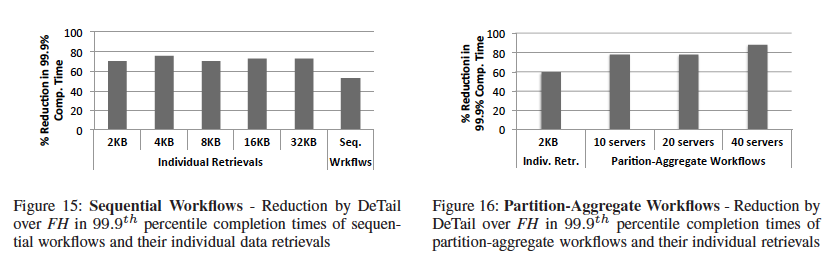 % Reduction in 99.9%
Comp. Time
100
80
60
40
20
0
2KB 4KB 8KB 16KB 32KB Seq.
Individual Retrievals Wrkflws
Figure 15: Sequential Workflows - Reduction by DeTail
over FH in 99.9th percentile completion times of sequen-
tial workflows and their individual data retrievals
% Reductioni in
99.9% Comp. Time
100
80
60
40
20
0
2KB 10 servers 20 servers 40 servers
Indiv. Retr. Parition-Aggregate Workflows
Figure 16: Partition-Aggregate Workflows - Reduction by
DeTail over FH in 99.9th percentile completion times of
partition-aggregate workflows and their individual retrievals